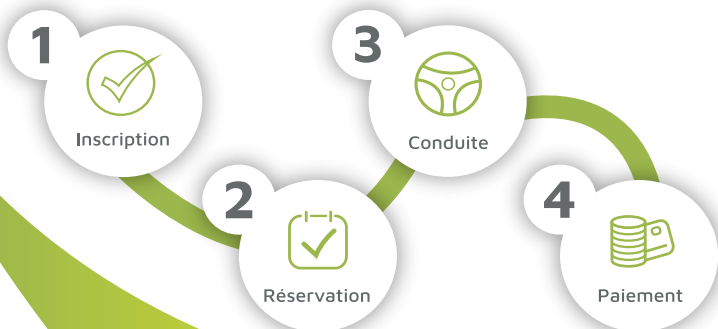 1
Inscription
2
Réservation
3
Conduite
4
Paiement